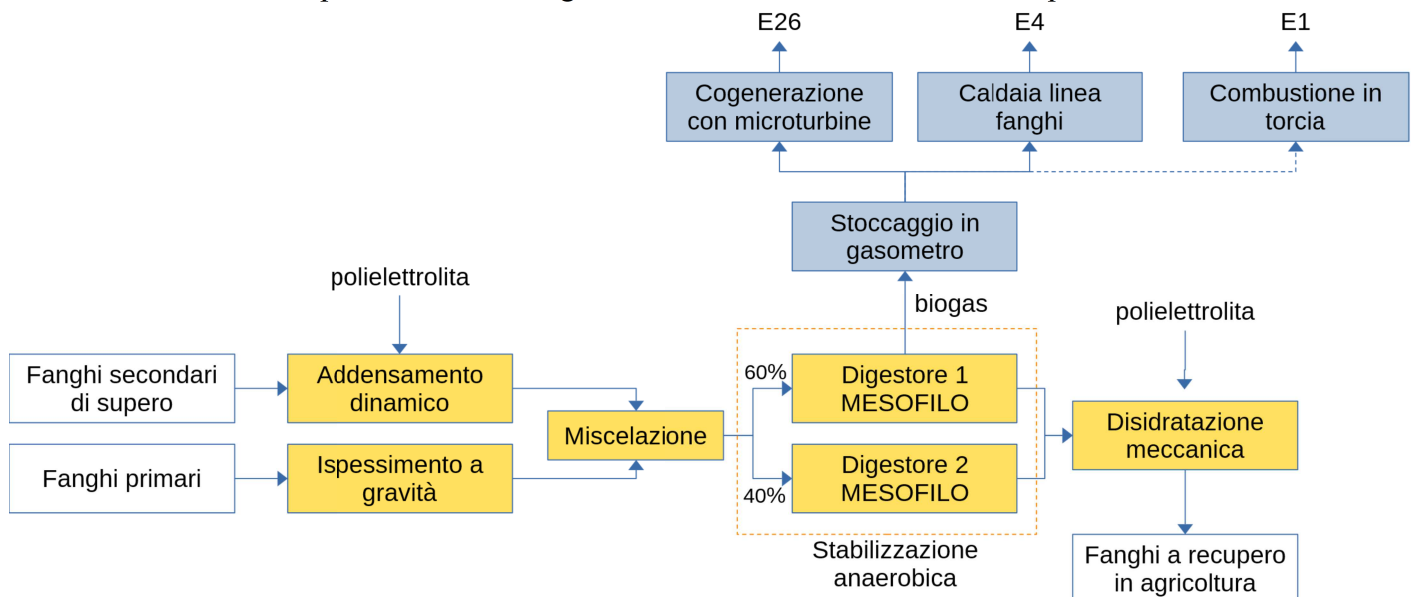 E26
E4
E1
Cogenerazione
con microturbine
Caldaia linea
fanghi
Combustione in
torcia
Stoccaggio in
gasometro
polielettrolita
biogas
polielettrolita
Fanghi secondari
di supero
Addensamento
dinamico
60%
Digestore 1
MESOFILO
Miscelazione
Disidratazione
meccanica
Fanghi primari
Ispessimento a
gravità
40%
Digestore 2
MESOFILO
Stabilizzazione
anaerobica
Fanghi a recupero
in agricoltura